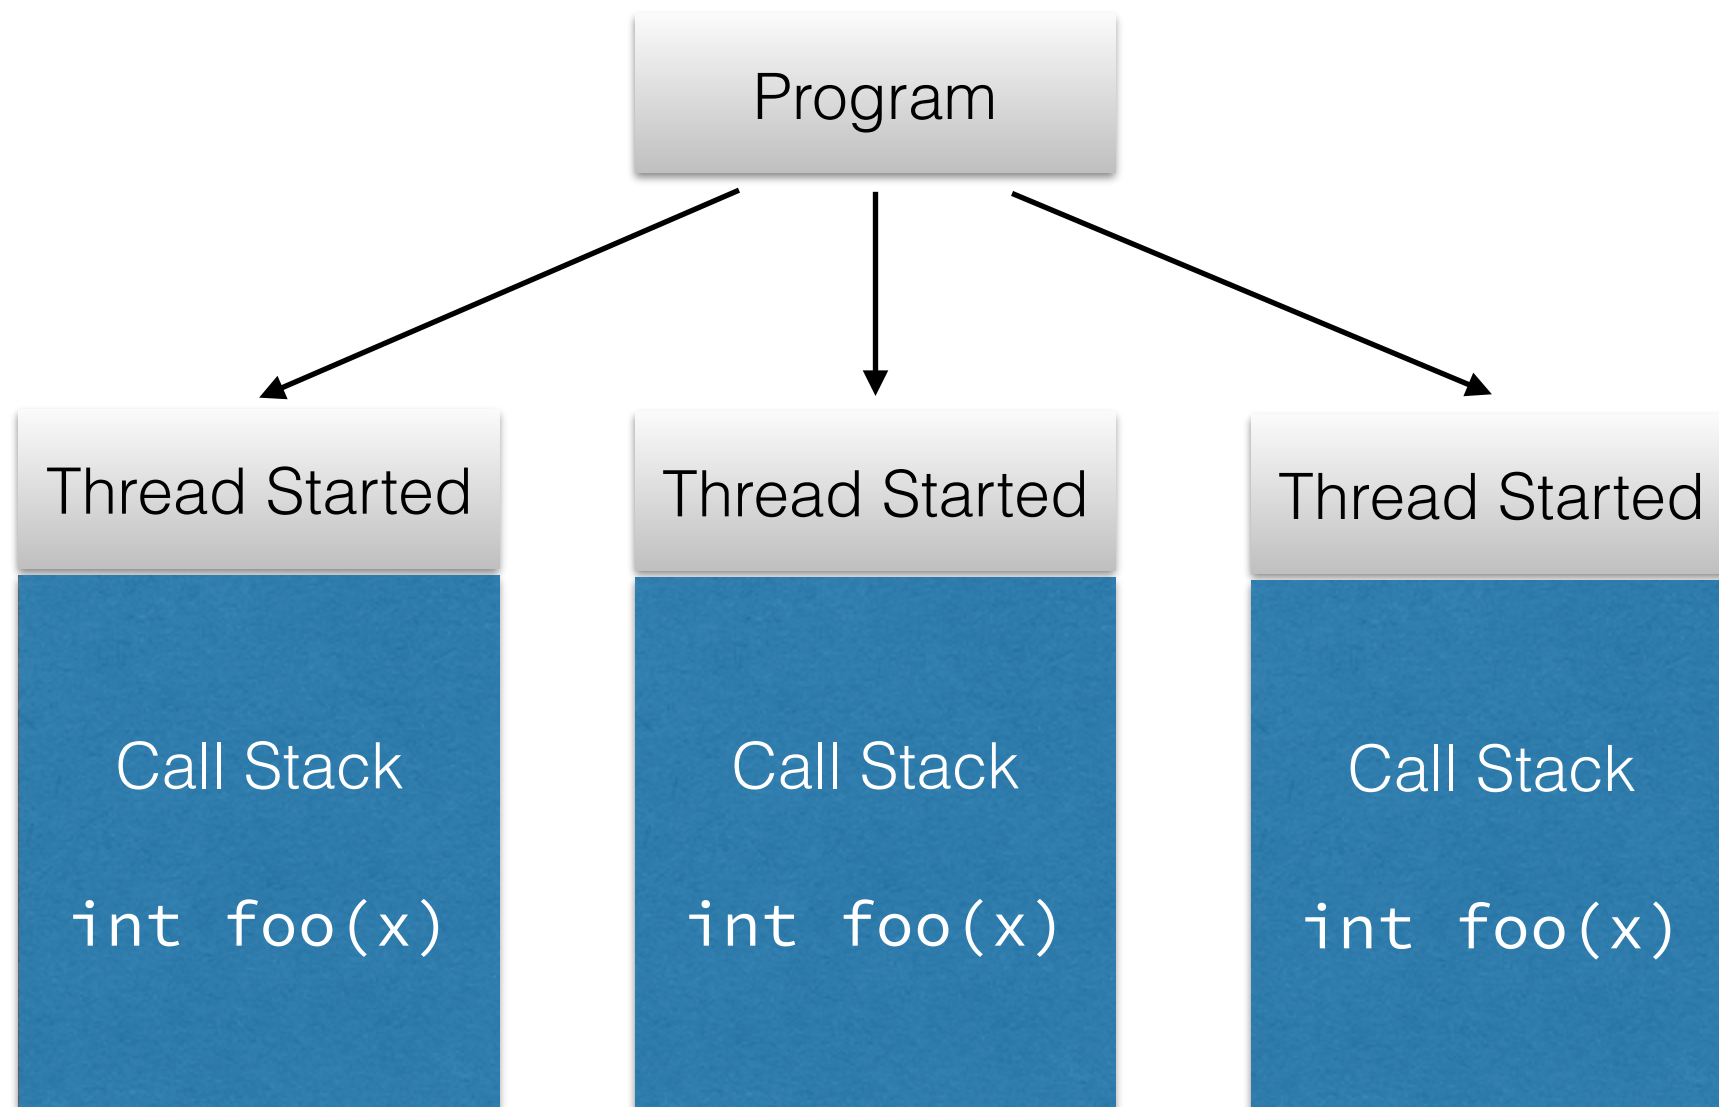 Program
Thread Started
Call Stack
int foo(x)
Thread Started
Call Stack
int foo(x)
Thread Started
Call Stack
int foo(x)